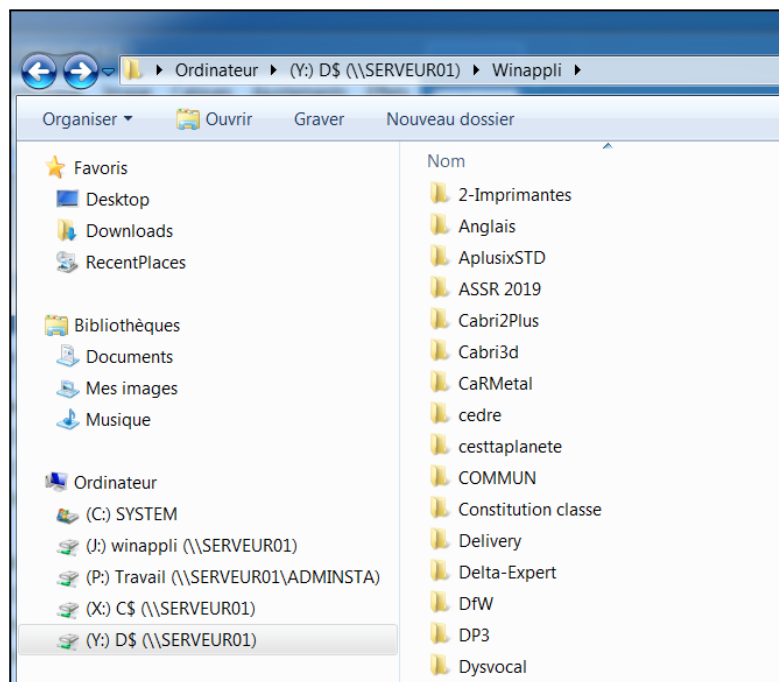 Ordinateur (Y:) D$ (\\SERVEUR01) Winappli
Organiser Ouvrir Graver Nouveau dossier
Favoris
Desktop
Downloads
RecentPlaces
Bibliothèques
Documents
Mes images
Musique
Ordinateur
(C:) SYSTEM
(J:) winappli (\\SERVEUR01)
(P:) Travail (\\SERVEUR01\ADMINSTA)
(X:) C$ (\\SERVEUR01)
(Y:) D$ (\\SERVEUR01)
Nom
2-Imprimantes
Anglais
AplusixSTD
ASSR 2019
Cabri2Plus
Cabri3d
CaRMetal
cedre
cesttaplanete
COMMUN
Constitution classe
Delivery
Delta-Expert
DfW
DP3
Dysvocal